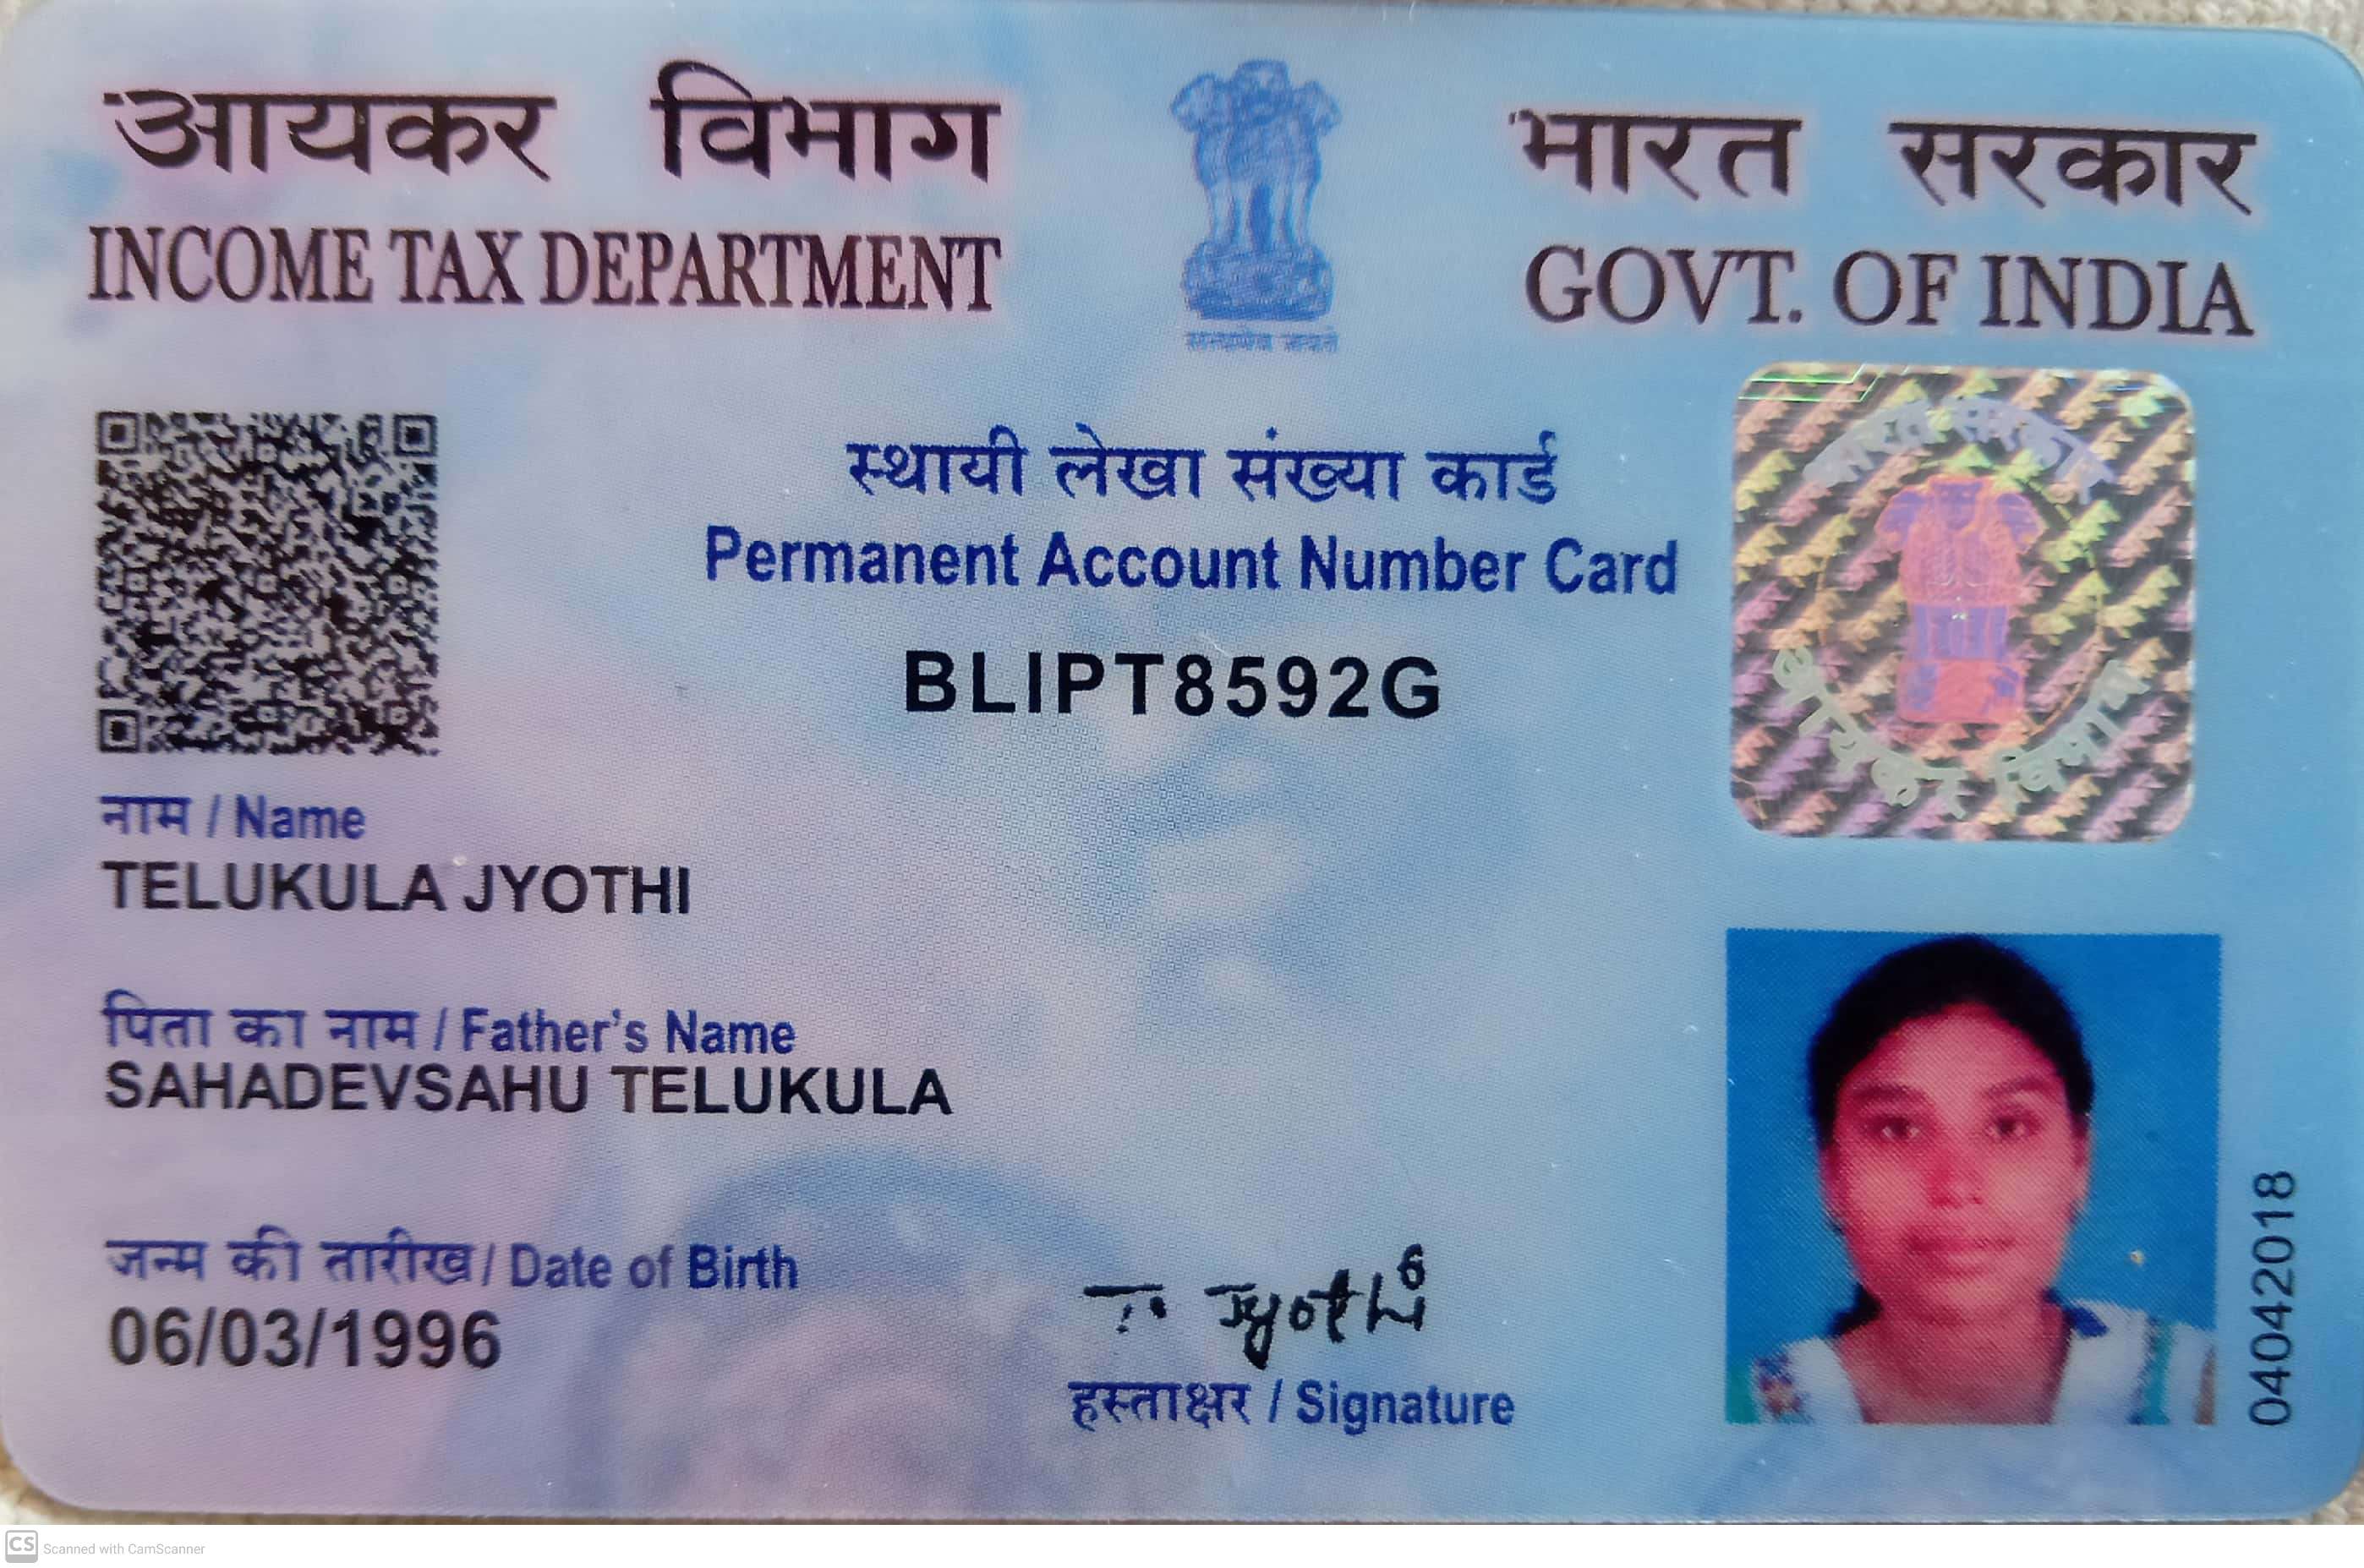 आयकर विभाग
INCOME TAX DEPARTMENT
भारत सरकार
GOVT. OF INDIA
सत्यमेव जयते
स्थायी लेखा संख्या कार्ड
Permanent Account Number Card
BLIPT8592G
भारत सरकार
आयकर विभाग
नाम / Name
TELUKULA JYOTHI
पिता का नाम / Father's Name
SAHADEVSAHU TELUKULA
जन्म की तारीख / Date of Birth
06/03/1996
T. Jyothi
हस्ताक्षर / Signature
04042018
CS Scanned with CamScanner